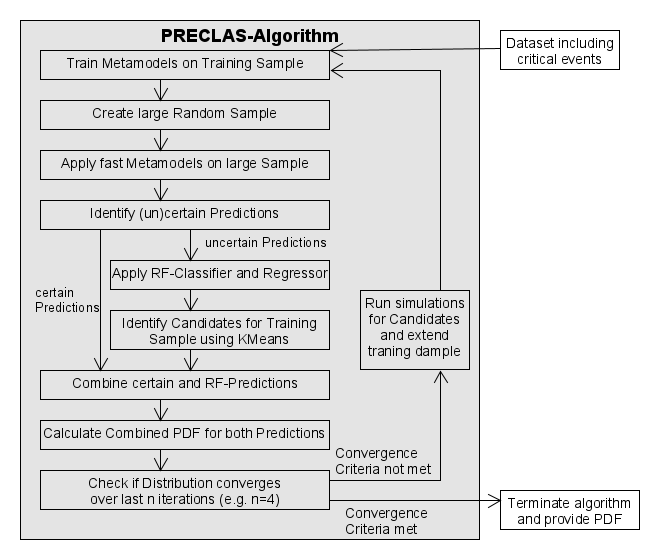 PRECLAS-Algorithm
Dataset including
critical events
Train Metamodels on Training Sample
Create large Random Sample
Apply fast Metamodels on large Sample
Identify (un)certain Predictions
uncertain Predictions
Apply RF-Classifier and Regressor
certain
Predictions
Identify Candidates for Training
Sample using KMeans
Run simulations
for Candidates
and extend
traning dample
Combine certain and RF-Predictions
Calculate Combined PDF for both Predictions
Convergence
Criteria not met
Check if Distribution converges
over last n iterations (e.g. n=4)
Convergence
Criteria met
Terminate algorithm
and provide PDF